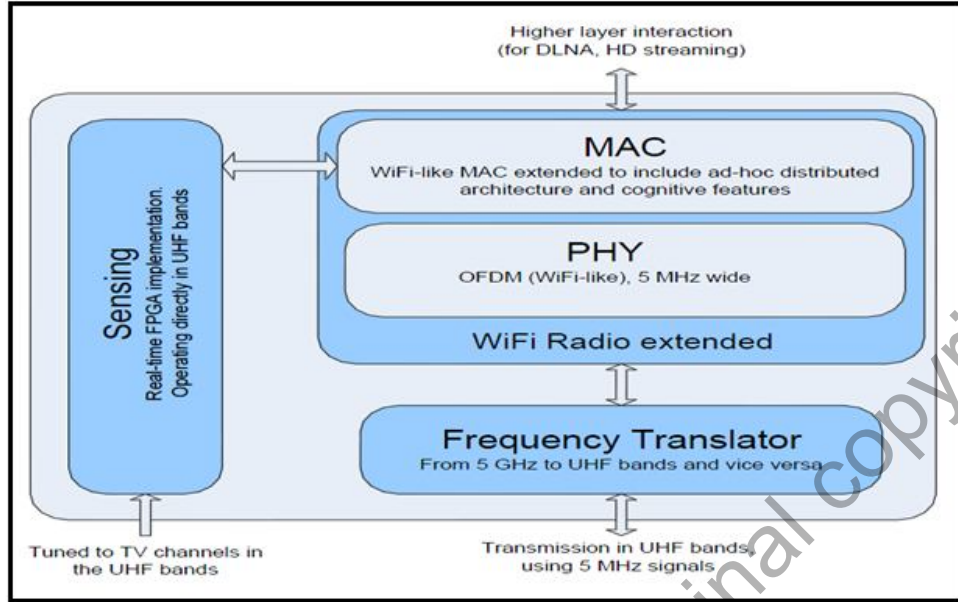 Higher layer interaction
(for DLNA, HD streaming)
MAC
WiFi-like MAC extended to include ad-hoc distributed
architecture and cognitive features
PHY
OFDM (WiFi-like), 5 MHz wide
WiFi Radio extended
Sensing
Real-time FPGA implementation.
Operating directly in UHF bands
Frequency Translator
From 5 GHz to UHF bands and vice versa
Tuned to TV channels in
the UHF bands
Transmission in UHF bands,
using 5 MHz signals